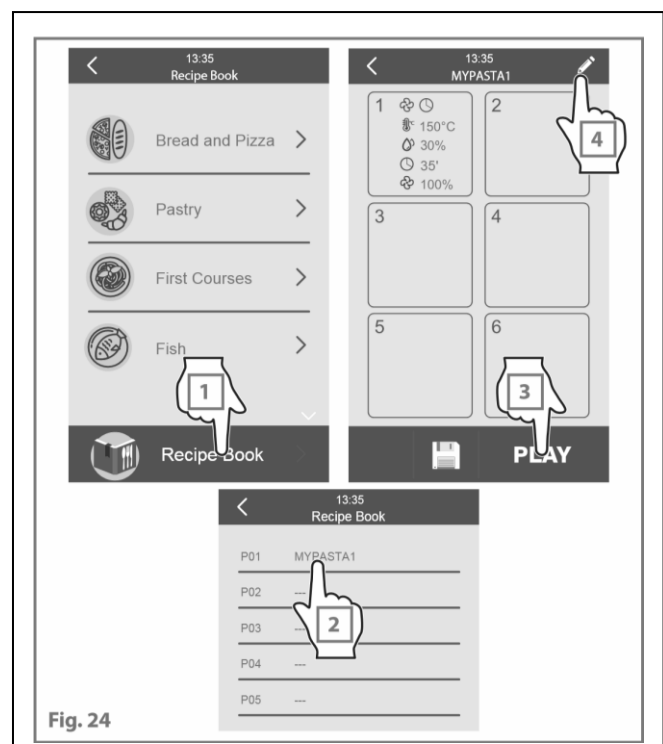 13:35
Recipe Book
Bread and Pizza
Pastry
First Courses
Fish
1
Recipe Book
13:35
MYPASTA1
4
1
150°C
30%
35'
100%
2
3
4
5
6
3
PLAY
13:35
Recipe Book
P01 MYPASTA1
P02 ---
2
P03 ---
P04 ---
P05 ---
Fig. 24